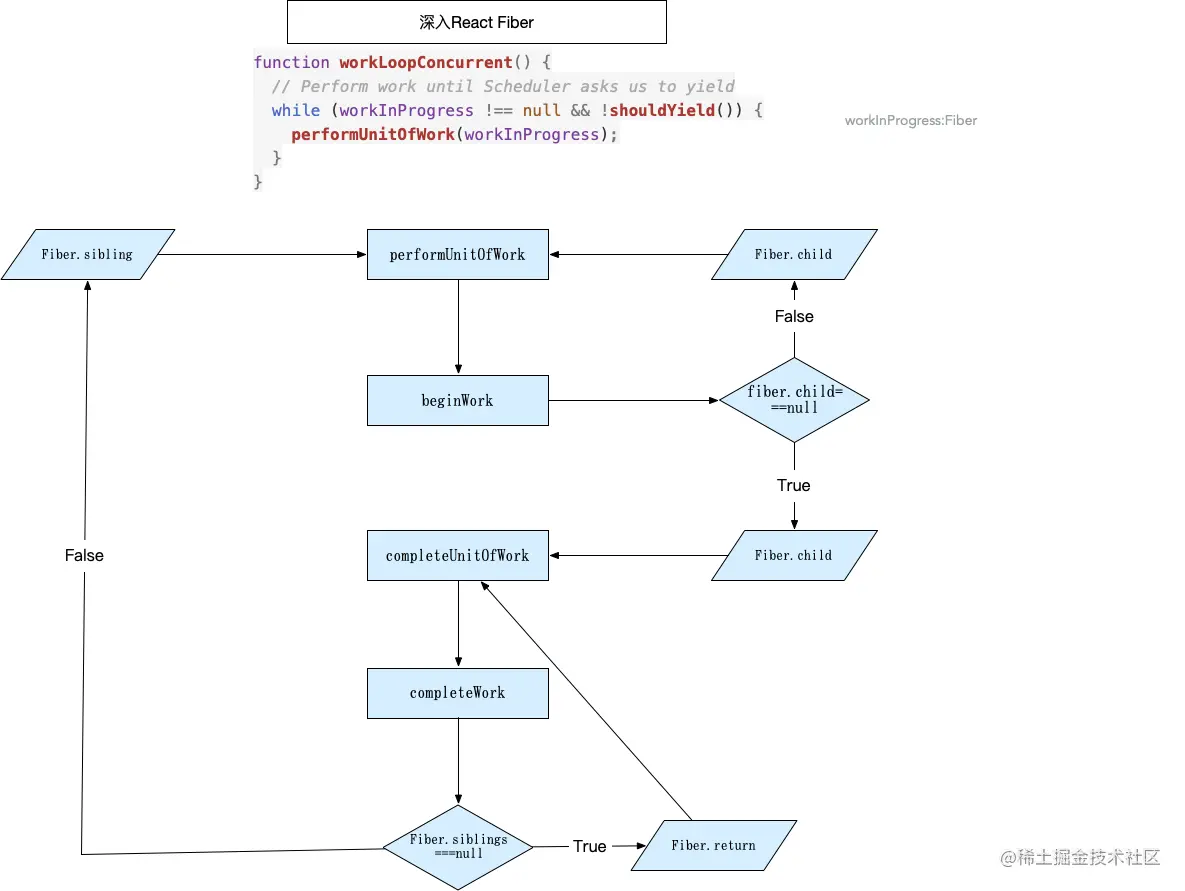 深入React Fiber
function workLoopConcurrent() {
// Perform work until Scheduler asks us to yield
while (workInProgress !== null && !shouldYield()) {
performUnitOfWork(workInProgress);
}
}
workInProgress:Fiber
Fiber.sibling
performUnitOfWork
Fiber.child
False
beginWork
fiber.child=
==null
True
False
completeUnitOfWork
Fiber.child
completeWork
Fiber.siblings
===null
True
Fiber.return
@稀土掘金技术社区